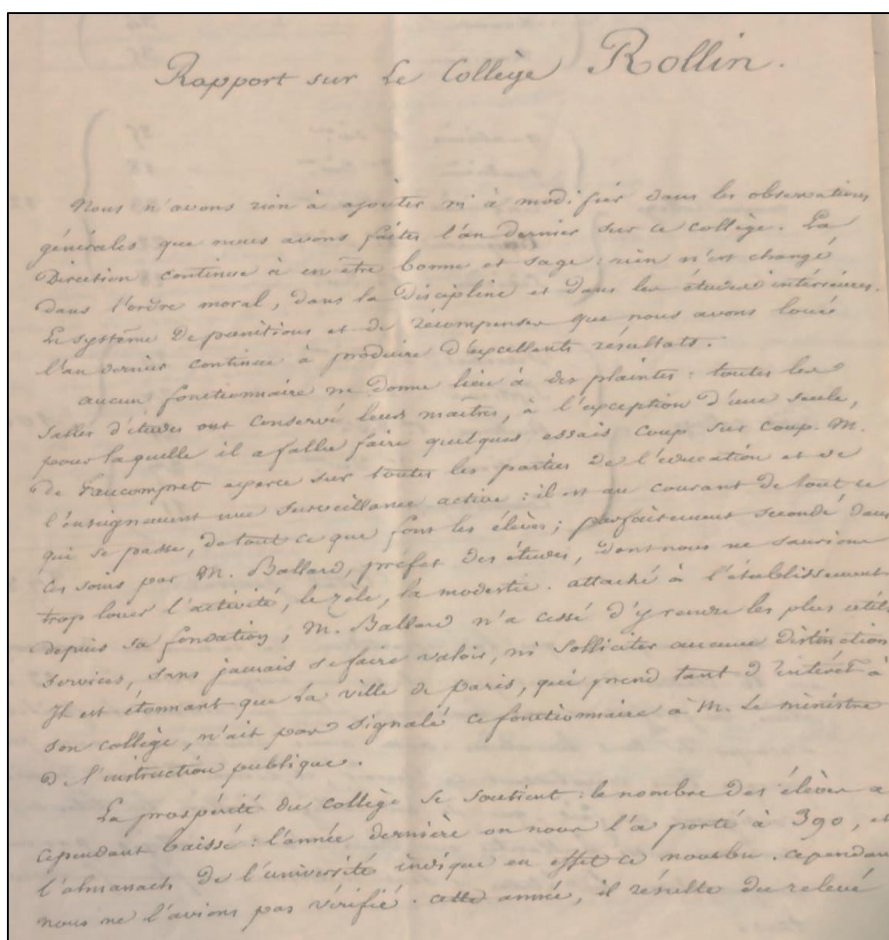 Rapport sur Le Collège Rollin.
Nous n'avons rien à ajouter ni à modifier dans les observations
générales que nous avons faites l'an dernier sur ce collège. La
Direction continue à en être bonne et sage : rien n'est changé
dans l'ordre moral, dans la discipline et dans les études intérieures.
Le système de punitions et de récompenses que nous avons loué
l'an dernier continue à produire d'excellents résultats.
aucun fonctionnaire ne donne lieu à des plaintes : toutes les
salles d'études ont conservé leurs maîtres, à l'exception d'une seule,
pour laquelle il a fallu faire quelques essais coup sur coup. M.
de Faucompret exerce sur toutes les parties de l'éducation et de
l'enseignement une surveillance active : il est au courant de tout ce
qui se passe, de tout ce que font les élèves ; parfaitement secondé dans
ces soins par M. Ballard, préfet des études, dont nous ne saurions
trop louer l'activité, le zèle, la modestie. attaché à l'établissement
depuis sa fondation, M. Ballard n'a cessé d'y rendre les plus utiles
services, sans jamais se faire valoir, ni solliciter aucune distinction
Il est étonnant que La ville de Paris, qui prend tant d'intérêt à
son collège, n'ait pas signalé ce fonctionnaire à M. Le ministre
d l'instruction publique.
La prospérité du collège se soutient : le nombre des élèves a
cependant baissé : l'année dernière on nous l'a porté à 390, et
l'almanach de l'université indique en effet ce nombre. cependant
nous ne l'avions pas vérifié. cette année, il résulte du relevé